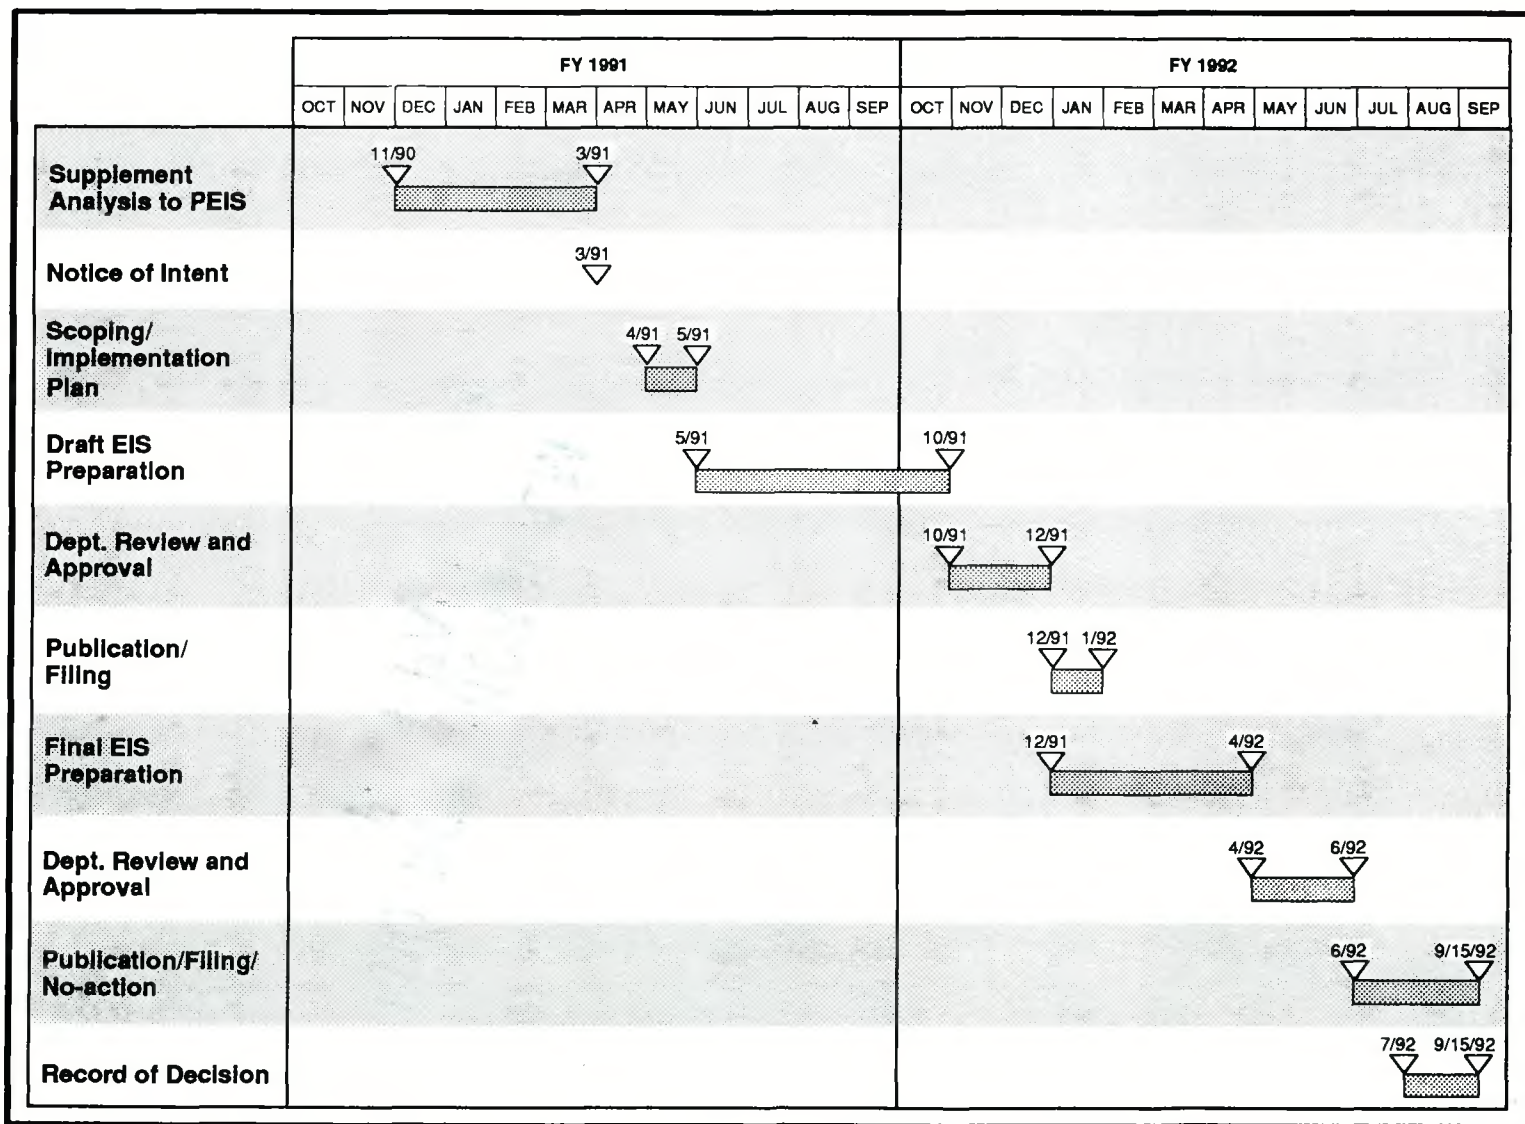 FY 1991 FY 1992
OCT NOV DEC JAN FEB MAR APR MAY JUN JUL AUG SEP OCT NOV DEC JAN FEB MAR APR MAY JUN JUL AUG SEP
11/90 3/91
Supplement
Analysis to PEIS
3/91
Notice of Intent
Scoping/
Implementation
Plan
4/91 5/91
Draft EIS
Preparation
5/91 10/91
Dept. Review and
Approval
10/91 12/91
Publication/
Filing
12/91 1/92
Final EIS
Preparation
12/91 4/92
Dept. Review and
Approval
4/92 6/92
Publication/Filing/
No-action
6/92 9/15/92
Record of Decision
7/92 9/15/92